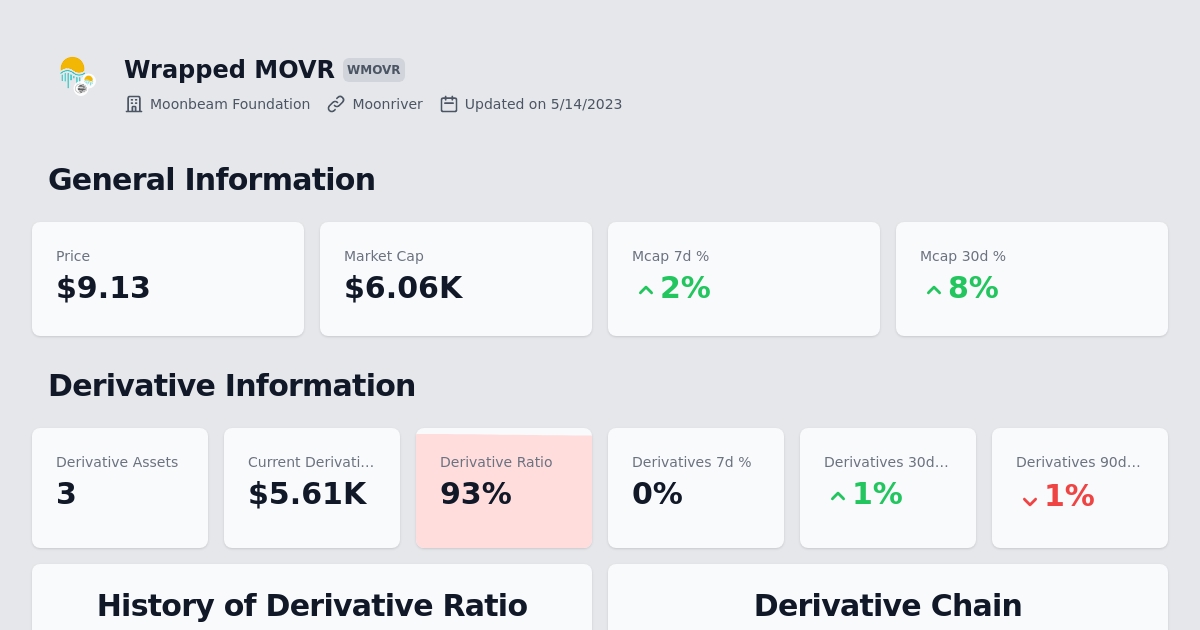 Wrapped MOVR WMOVR
Moonbeam Foundation Moonriver Updated on 5/14/2023
General Information
Price Market Cap Mcap 7d % Mcap 30d %
$9.13 $6.06K 2% 8%
Derivative Information
Derivative Assets Current Derivati... Derivative Ratio Derivatives 7d % Derivatives 30d... Derivatives 90d...
3 $5.61K 93% 0% 1% 1%
History of Derivative Ratio Derivative Chain